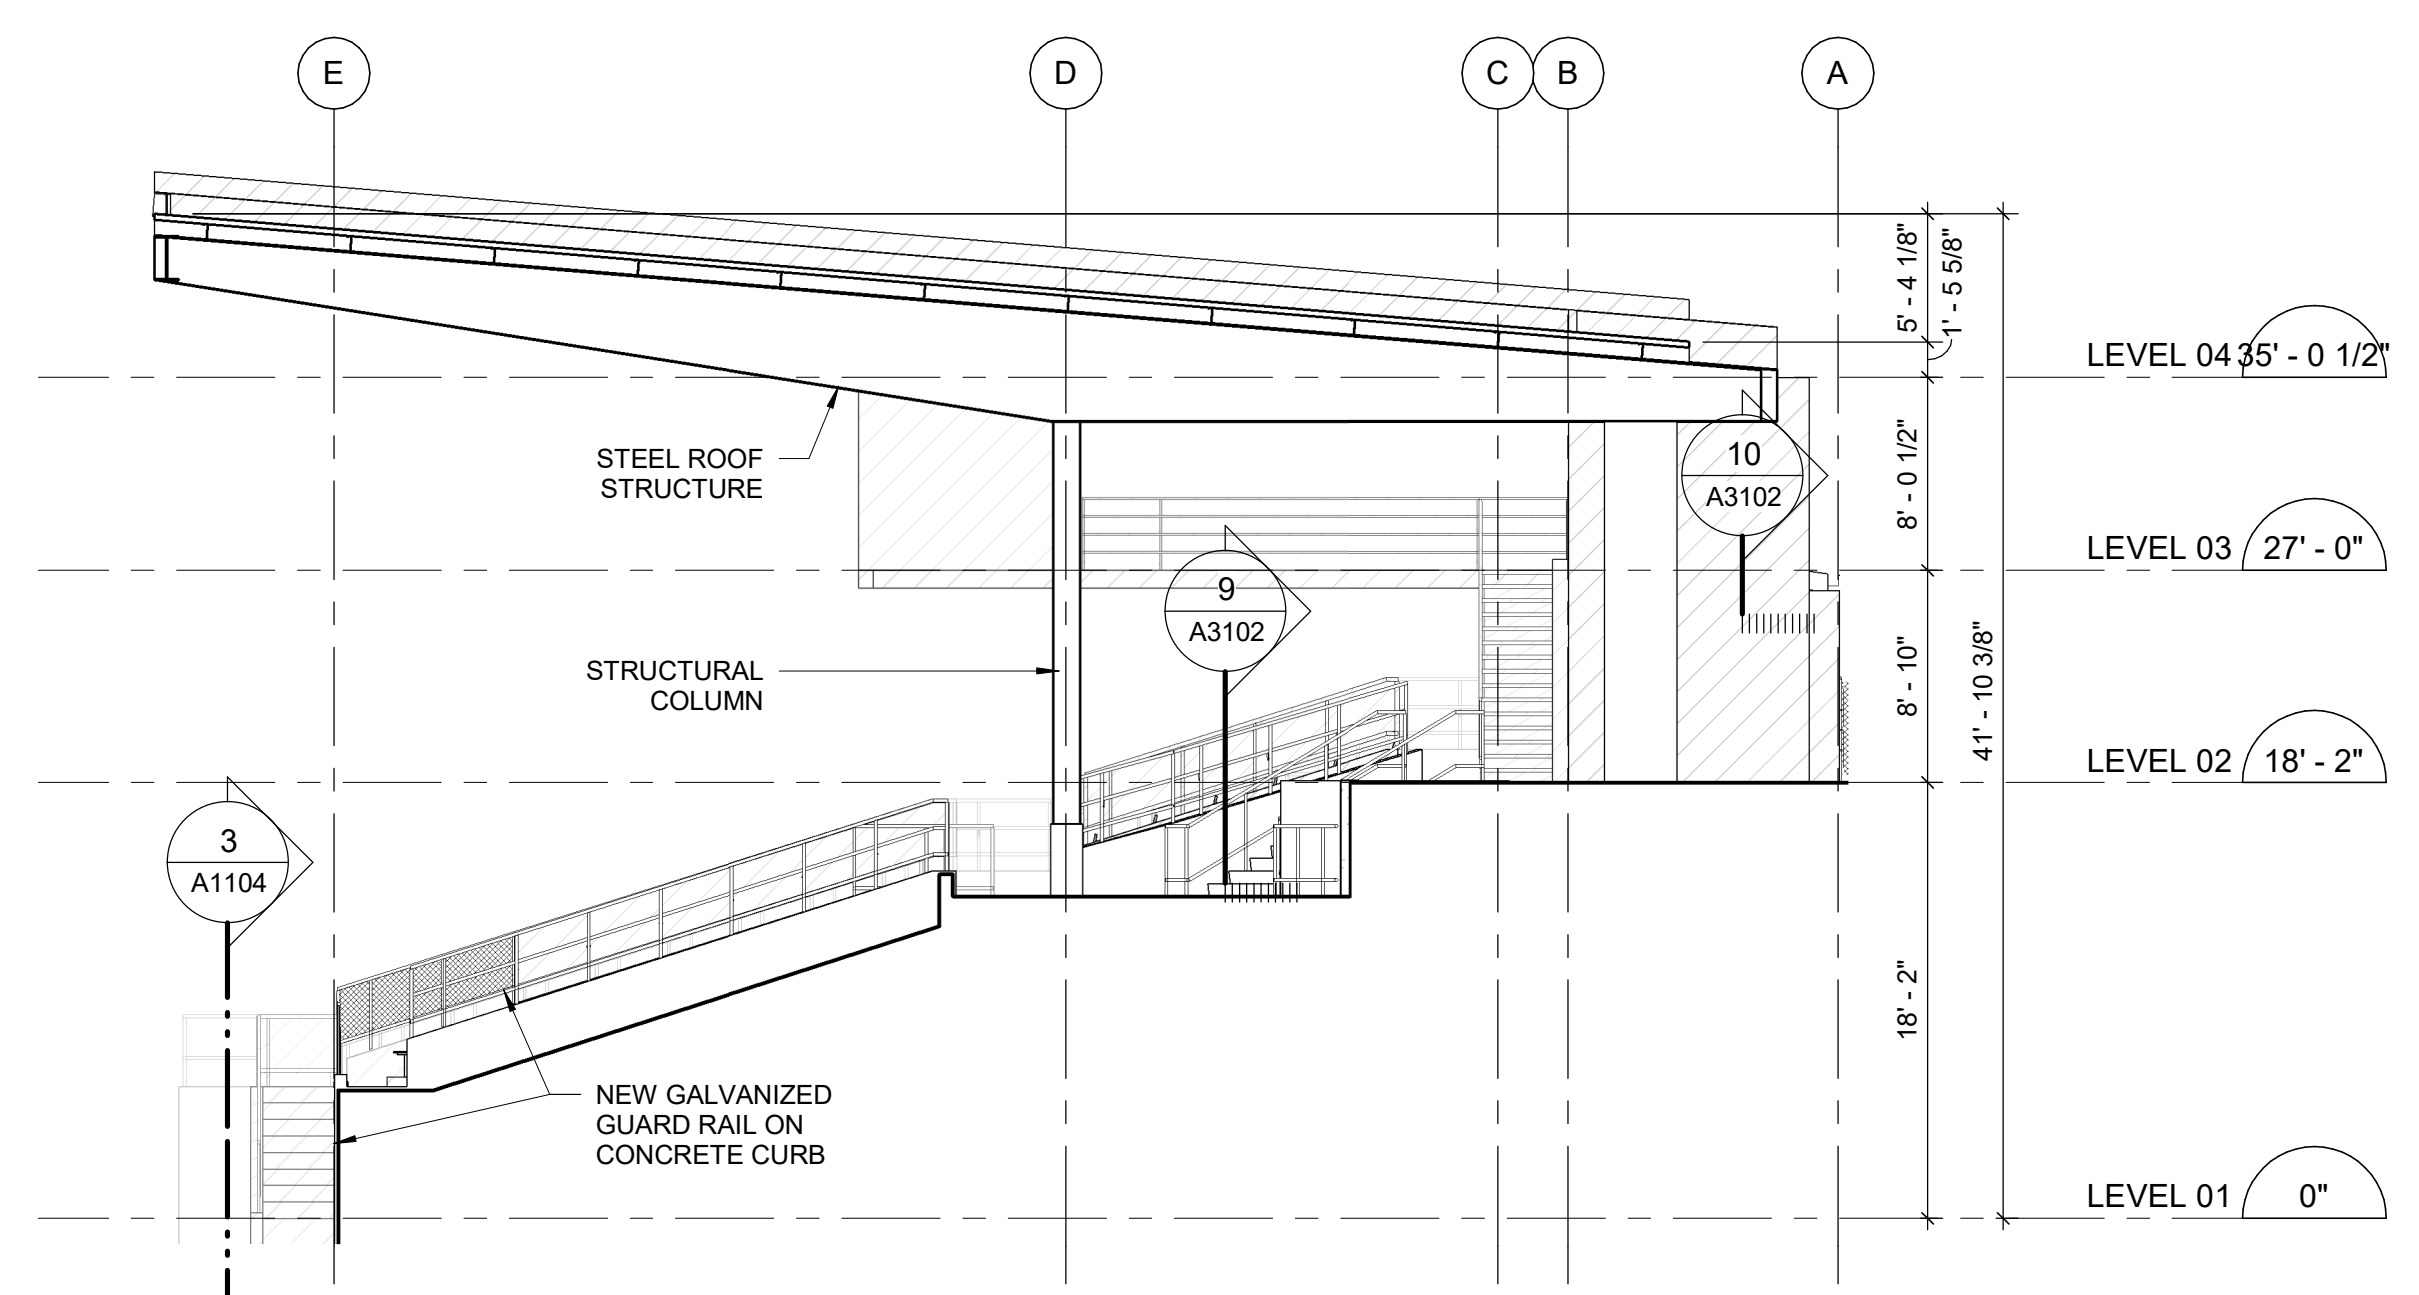 E
D
C
B
A
5' - 4 1/8"
1' - 5 5/8"
LEVEL 04 35' - 0 1/2"
STEEL ROOF
STRUCTURE
10
A3102
8' - 0 1/2"
LEVEL 03 27' - 0"
9
A3102
STRUCTURAL
COLUMN
8' - 10"
41' - 10 3/8"
LEVEL 02 18' - 2"
3
A1104
18' - 2"
NEW GALVANIZED
GUARD RAIL ON
CONCRETE CURB
LEVEL 01 0"